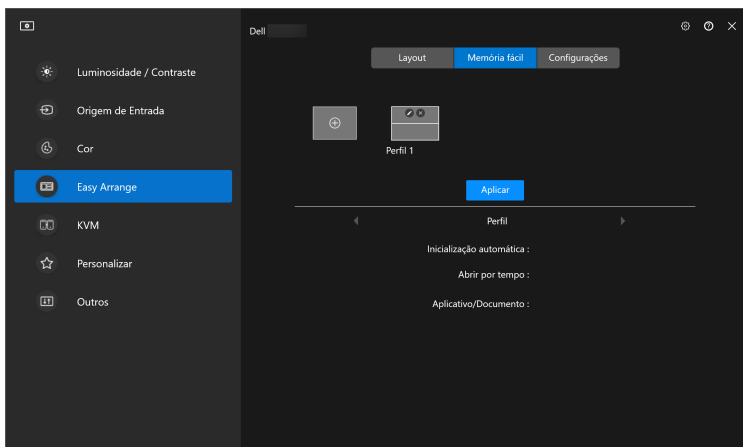 Dell
Layout
Memória fácil
Configurações
Luminosidade / Contraste
Origem de Entrada
Cor
Easy Arrange
KVM
Personalizar
Outros
Perfil 1
Aplicar
Perfil
Inicialização automática :
Abrir por tempo :
Aplicativo/Documento :